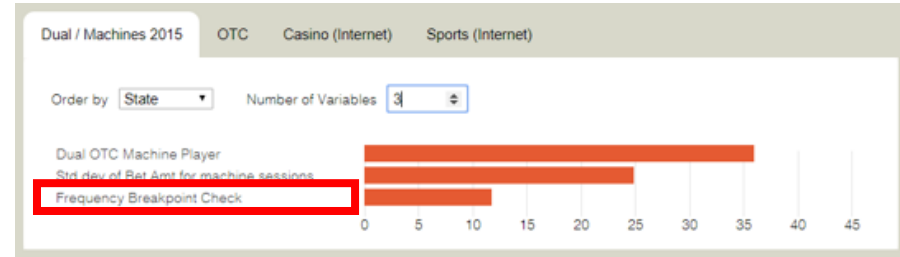 Dual / Machines 2015 OTC Casino (Internet) Sports (Internet)
Order by State Number of Variables 3
Dual OTC Machine Player
Std dev of Bet Amt for machine sessions
Frequency Breakpoint Check
0 5 10 15 20 25 30 35 40 45